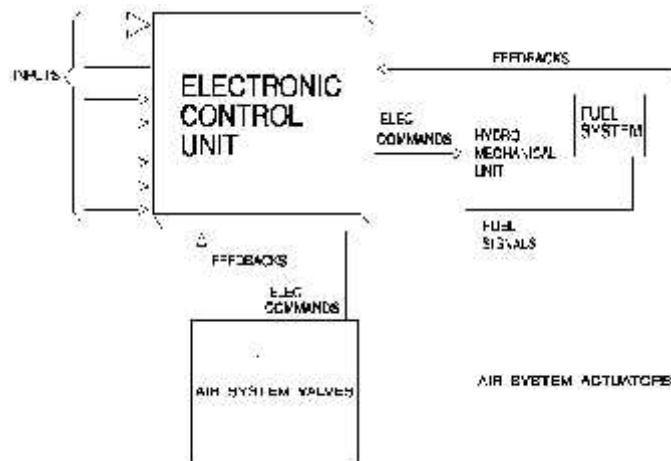 INPUTS
ELECTRONIC
CONTROL
UNIT
FEEDBACKS
ELEC
COMMANDS
HYDRO
MECHANICAL
UNIT
FUEL
SYSTEM
FUEL
SIGNALS
FEEDBACKS
ELEC
COMMANDS
AIR SYSTEM VALVES
AIR SYSTEM ACTUATORS